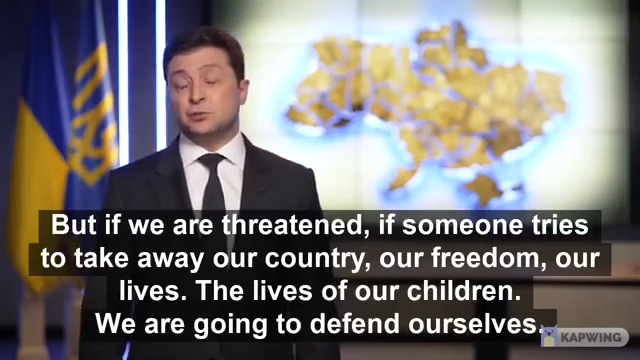 But if we are threatened, if someone tries
to take away our country, our freedom, our
lives. The lives of our children.
We are going to defend ourselves.
KAPWING